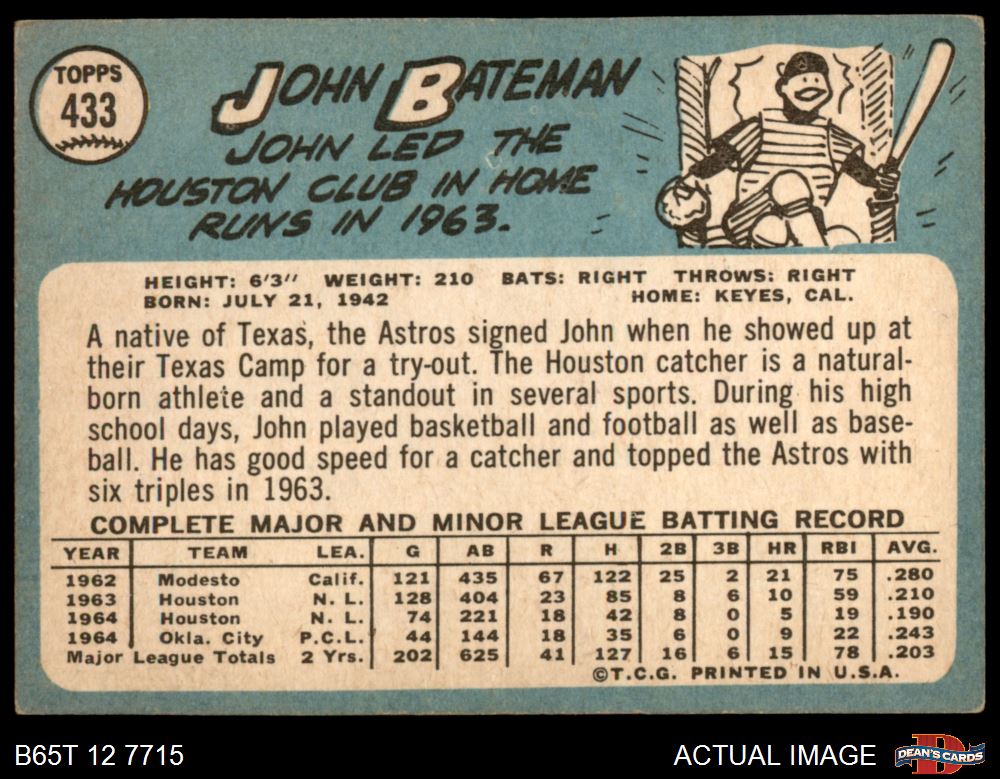 TOPPS
433
JOHN BATEMAN
JOHN LED THE
HOUSTON CLUB IN HOME
RUNS IN 1963.
HEIGHT: 6'3" WEIGHT: 210 BATS: RIGHT THROWS: RIGHT
BORN: JULY 21, 1942 HOME: KEYES, CAL.
A native of Texas, the Astros signed John when he showed up at
their Texas Camp for a try-out. The Houston catcher is a natural-
born athlete and a standout in several sports. During his high
school days, John played basketball and football as well as base-
ball. He has good speed for a catcher and topped the Astros with
six triples in 1963.
COMPLETE MAJOR AND MINOR LEAGUE BATTING RECORD
YEAR TEAM LEA. G AB R H 2B 3B HR RBI AVG.
1962 Modesto Calif. 121 435 67 122 25 2 21 75 .280
1963 Houston N. L. 128 404 23 85 8 6 10 59 .210
1964 Houston N. L. 74 221 18 42 8 0 5 19 .190
1964 Okla. City P.C.L. 44 144 18 35 6 0 9 22 .243
Major League Totals 2 Yrs. 202 625 41 127 16 6 15 78 .203
©T.C.G. PRINTED IN U.S.A.
B65T 12 7715 ACTUAL IMAGE DEAN'S CARDS